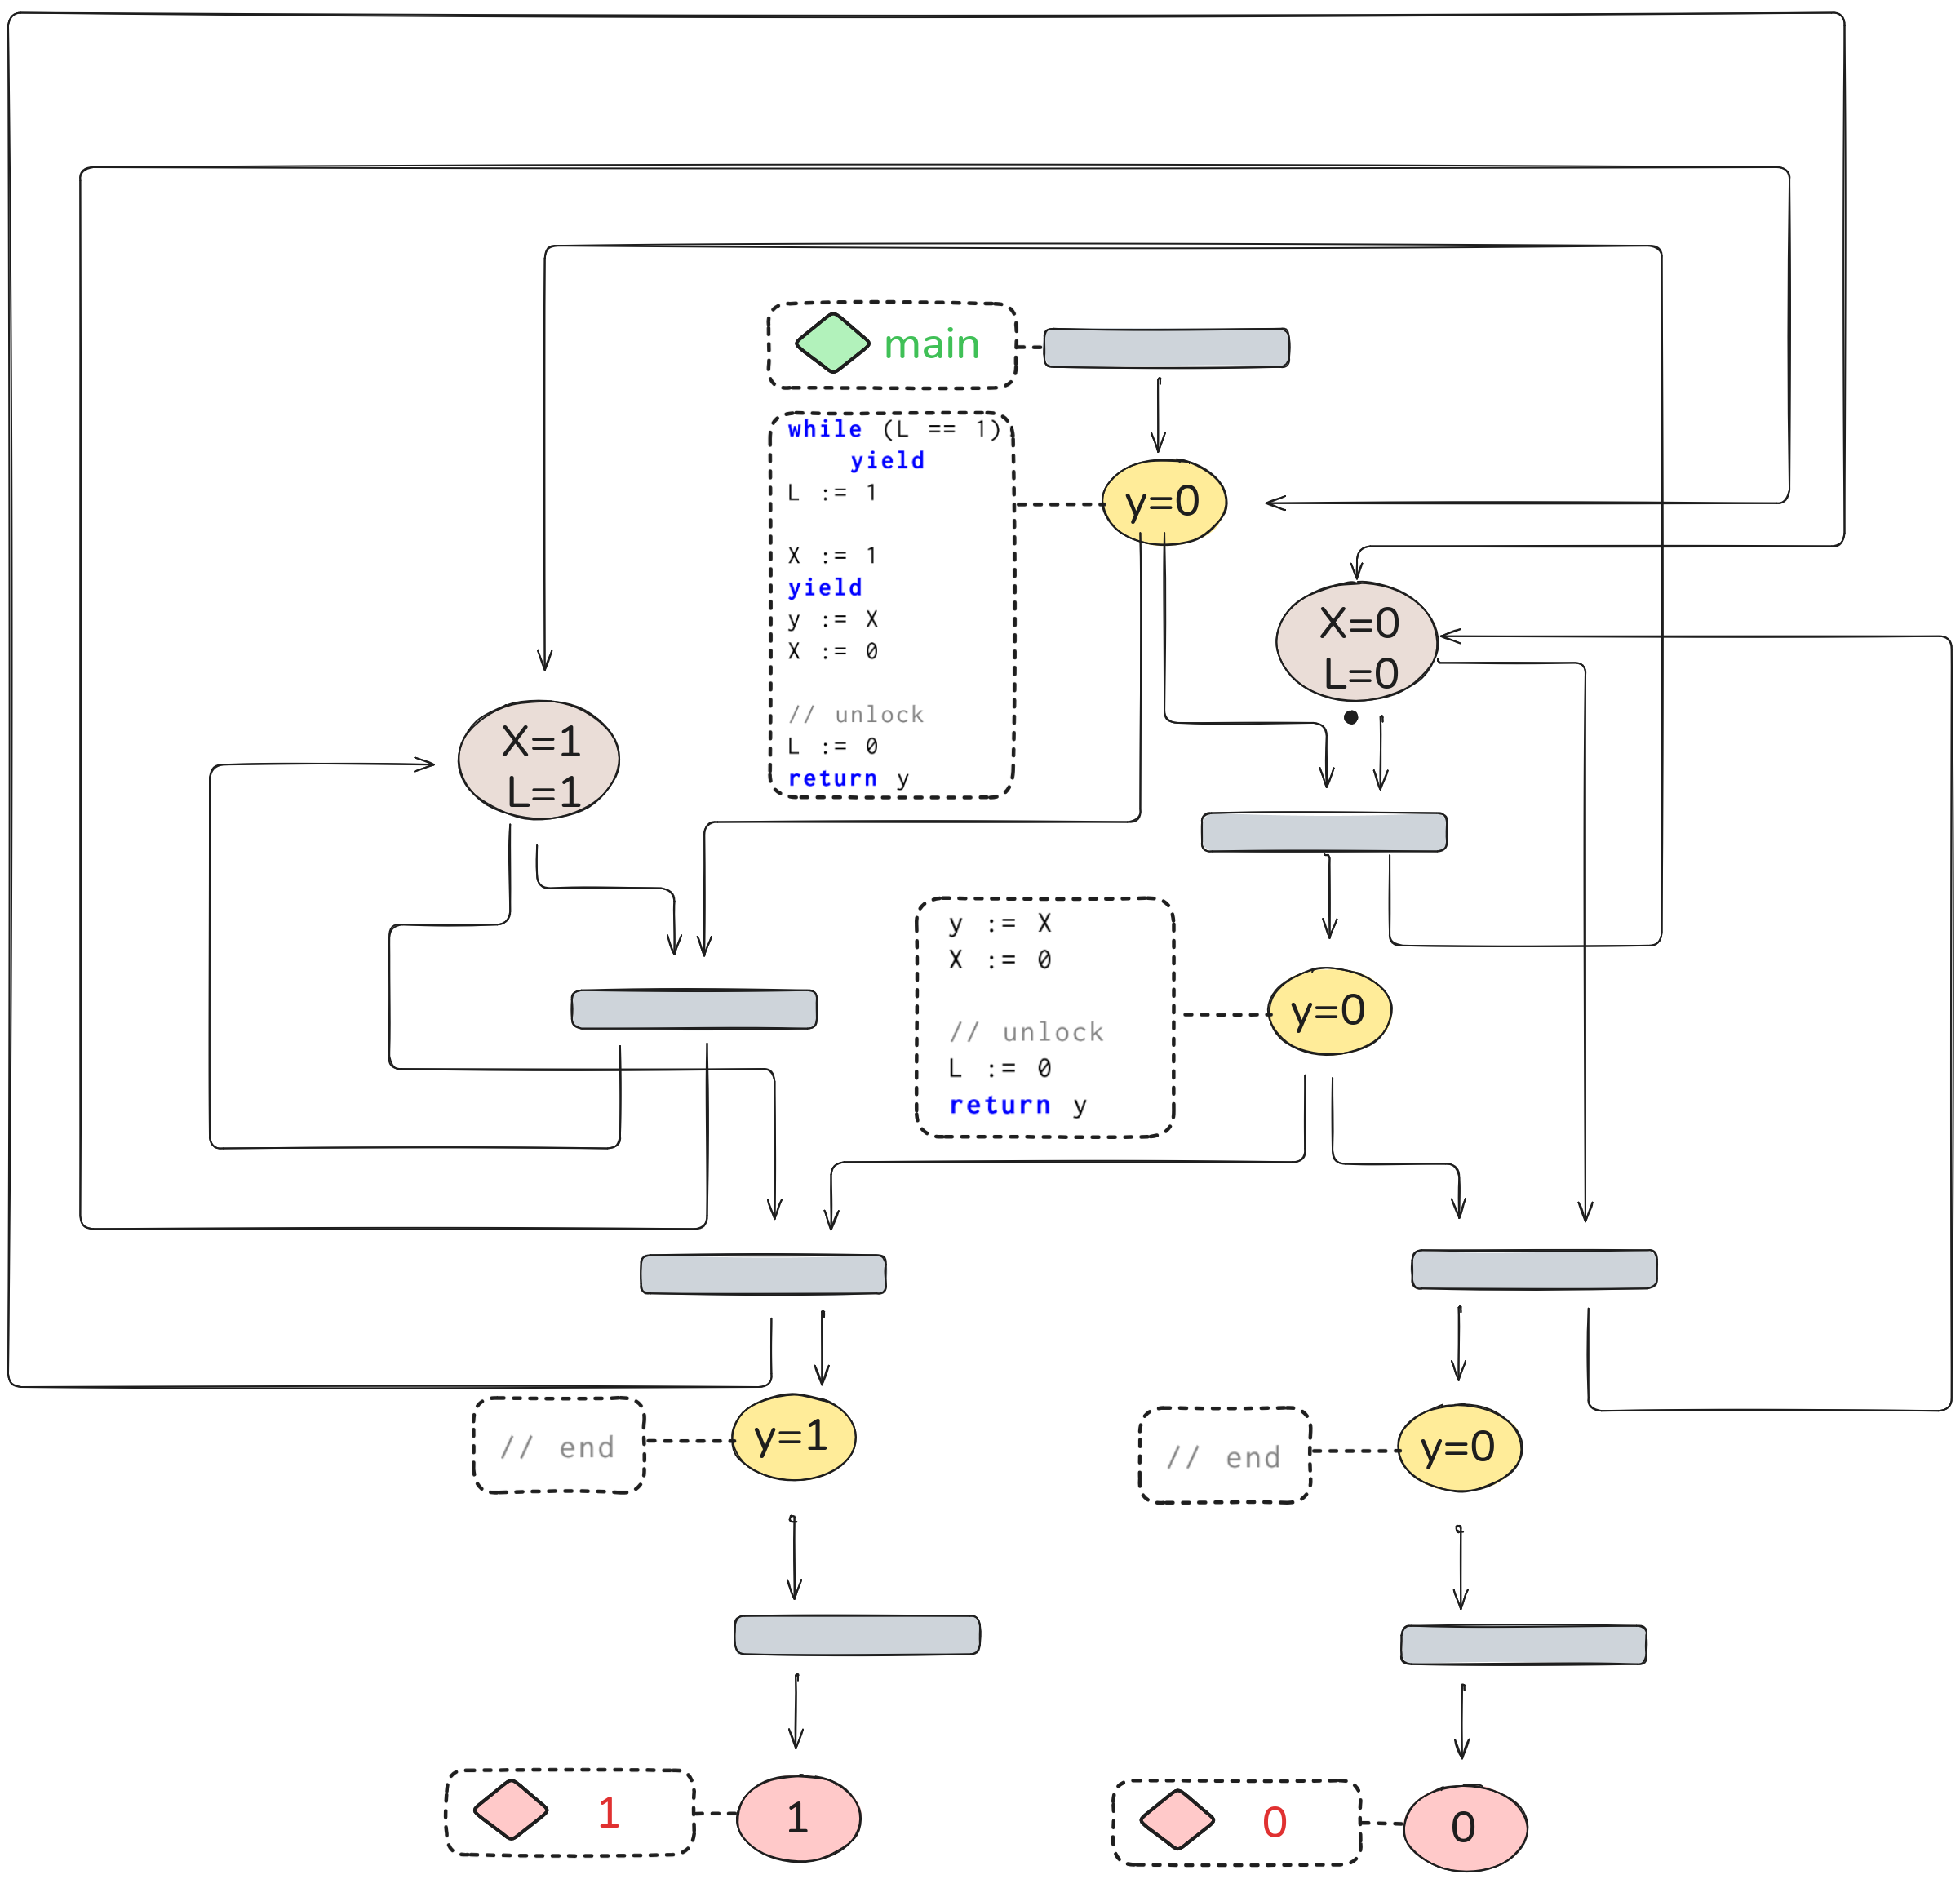 main
while (L == 1)
yield
L := 1
X := 1
yield
y := X
X := 0
// unlock
L := 0
return y
y=0
X=0
L=0
X=1
L=1
y := X
X := 0
// unlock
L := 0
return y
y=0
// end
y=1
// end
y=0
1
1
0
0